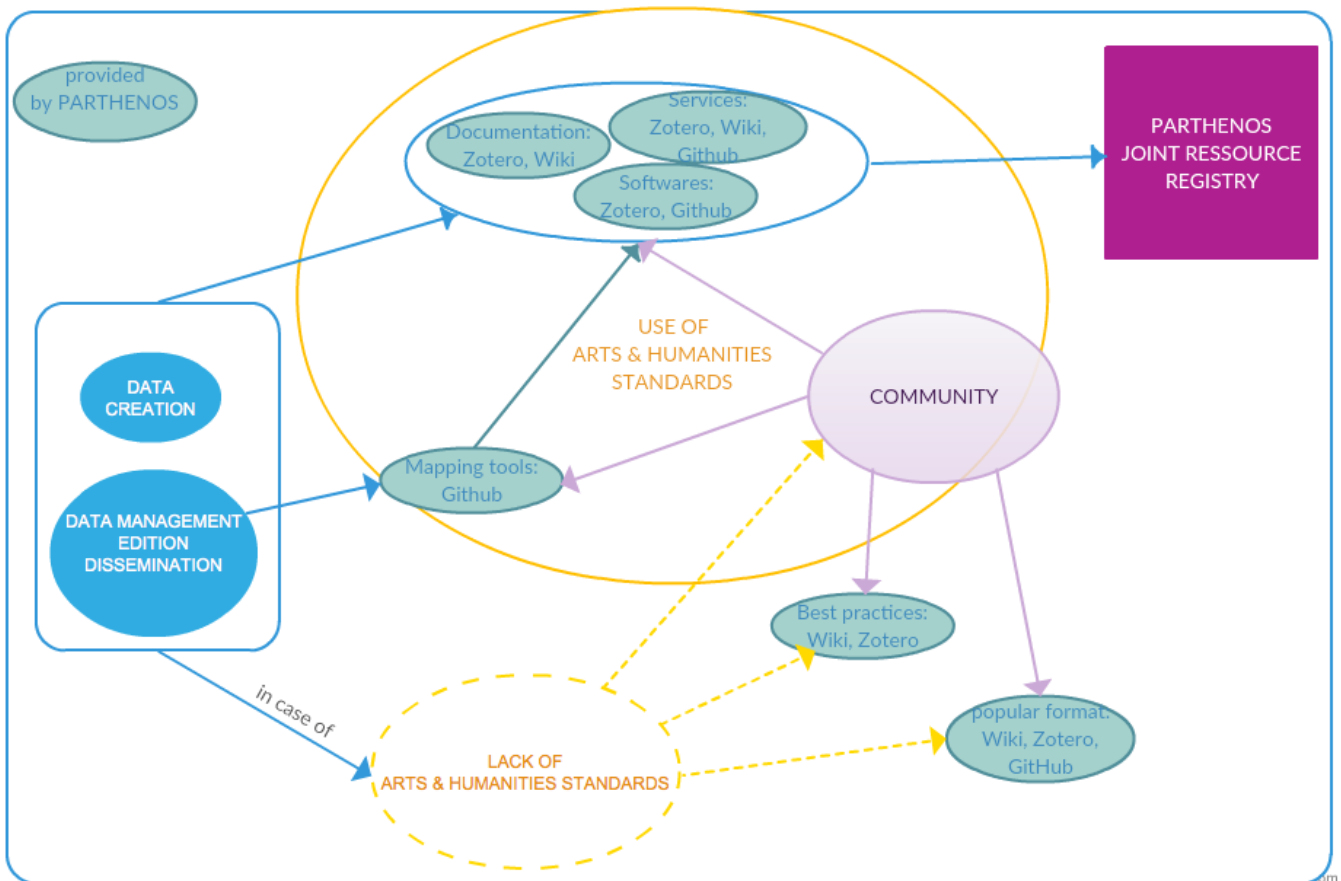 provided
by PARTHENOS
Documentation:
Zotero, Wiki
Services:
Zotero, Wiki,
Github
Softwares:
Zotero, Github
PARTHENOS
JOINT RESSOURCE
REGISTRY
USE OF
ARTS & HUMANITIES
STANDARDS
COMMUNITY
DATA
CREATION
DATA MANAGEMENT
EDITION
DISSEMINATION
Mapping tools:
Github
Best practices:
Wiki, Zotero
popular format:
Wiki, Zotero,
GitHub
in case of
LACK OF
ARTS & HUMANITIES STANDARDS